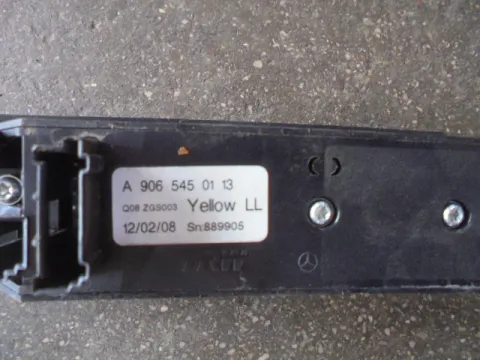 A 906 545 01 13
Q08 ZGS003 Yellow LL
12/02/08 Sn:889905